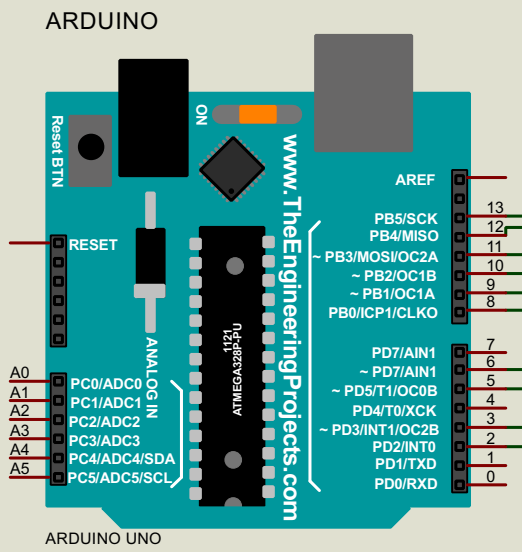 ARDUINO
ON
Reset BTN
www.TheEngineeringProjects.com
RESET
ANALOG IN
1121
ATMEGA328P-PU
A0 PC0/ADC0
A1 PC1/ADC1
A2 PC2/ADC2
A3 PC3/ADC3
A4 PC4/ADC4/SDA
A5 PC5/ADC5/SCL
AREF
PB5/SCK 13
PB4/MISO 12
~ PB3/MOSI/OC2A 11
~ PB2/OC1B 10
~ PB1/OC1A 9
PB0/ICP1/CLKO 8
PD7/AIN1 7
~ PD7/AIN1 6
~ PD5/T1/OC0B 5
PD4/T0/XCK 4
~ PD3/INT1/OC2B 3
PD2/INT0 2
PD1/TXD 1
PD0/RXD 0
ARDUINO UNO